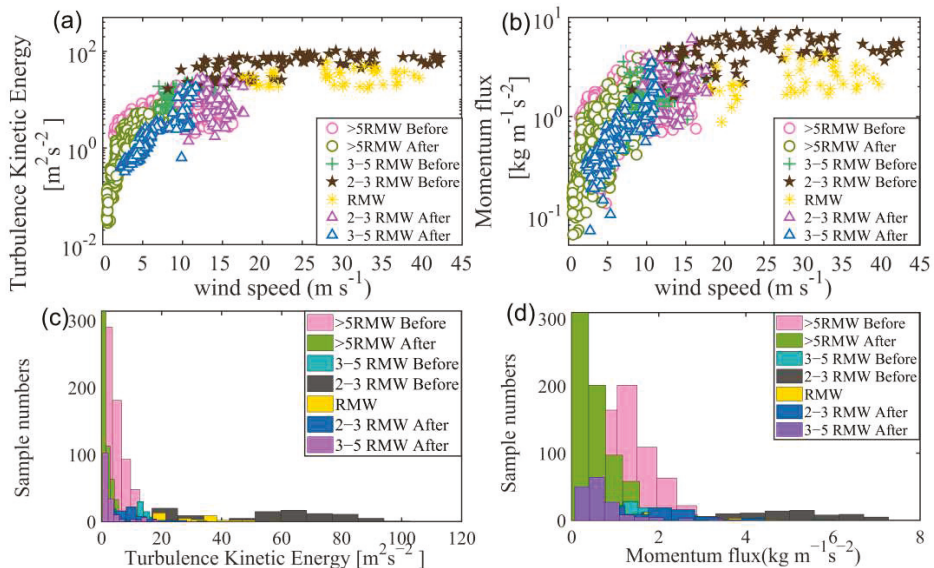 (a)
Turbulence Kinetic Energy
[m²s⁻²]
10²
10⁰
10⁻²
0 5 10 15 20 25 30 35 40 45
wind speed (m s⁻¹)
>5RMW Before
>5RMW After
3−5 RMW Before
2−3 RMW Before
RMW
2−3 RMW After
3−5 RMW After
(b)
Momentum flux
[kg m⁻¹s⁻²]
10¹
10⁰
10⁻¹
0 5 10 15 20 25 30 35 40 45
wind speed (m s⁻¹)
>5RMW Before
>5RMW After
3−5 RMW Before
2−3 RMW Before
RMW
2−3 RMW After
3−5 RMW After
(c)
Sample numbers
300
200
100
0
0 20 40 60 80 100 120
Turbulence Kinetic Energy [m²s⁻²]
>5RMW Before
>5RMW After
3−5 RMW Before
2−3 RMW Before
RMW
2−3 RMW After
3−5 RMW After
(d)
Sample numbers
300
200
100
0
0 2 4 6 8
Momentum flux(kg m⁻¹s⁻²)
>5RMW Before
>5RMW After
3−5 RMW Before
2−3 RMW Before
RMW
2−3 RMW After
3−5 RMW After